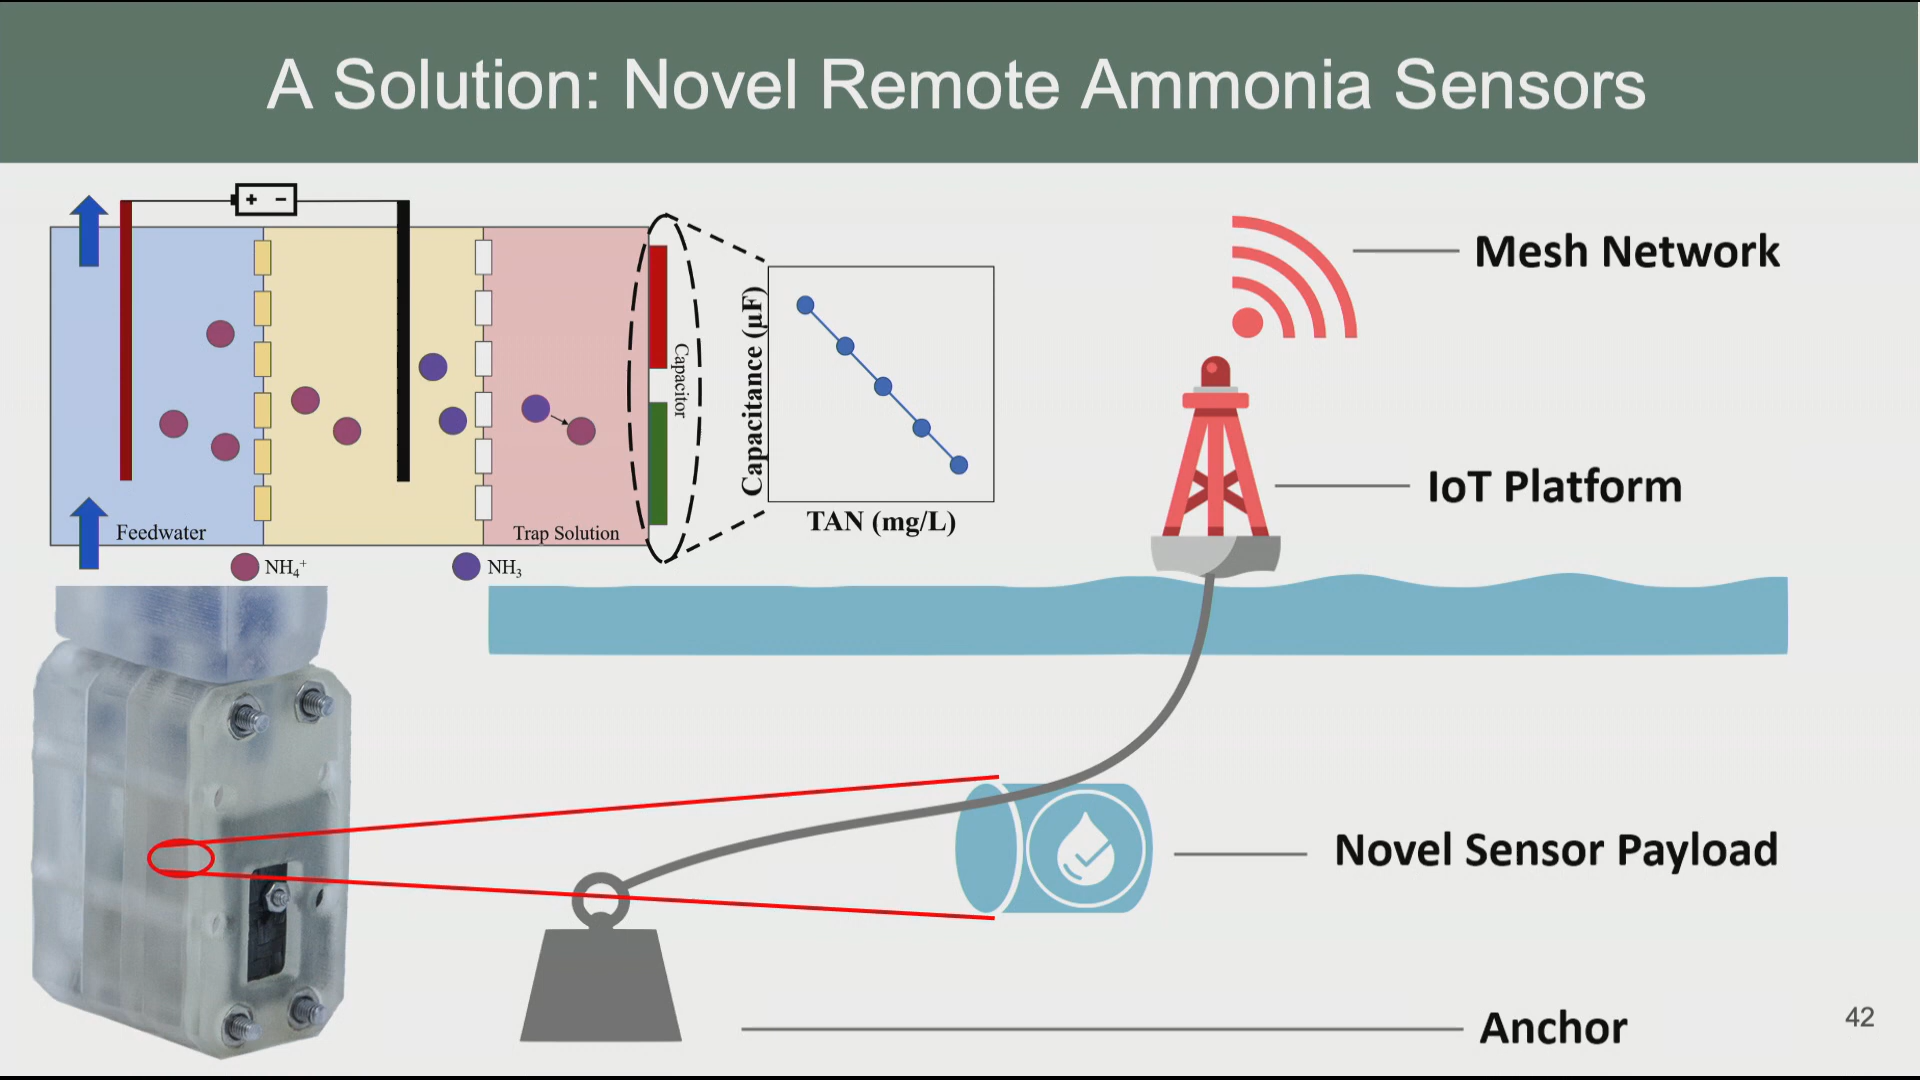 A Solution: Novel Remote Ammonia Sensors
+ −
Feedwater
Trap Solution
Capacitor
NH₄⁺
NH₃
Capacitance (μF)
TAN (mg/L)
Mesh Network
IoT Platform
Novel Sensor Payload
Anchor
42